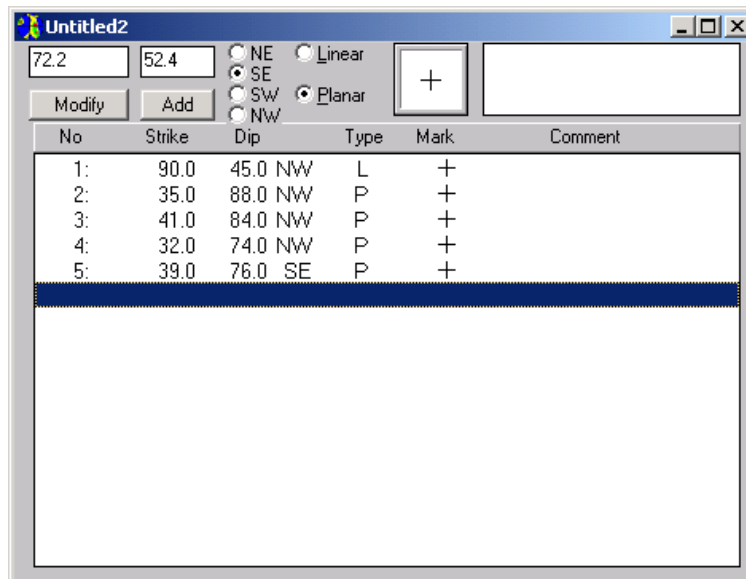 Untitled2
72.2 52.4 NE Linear
SE
Modify Add SW Planar
NW
No Strike Dip Type Mark Comment
1: 90.0 45.0 NW L +
2: 35.0 88.0 NW P +
3: 41.0 84.0 NW P +
4: 32.0 74.0 NW P +
5: 39.0 76.0 SE P +